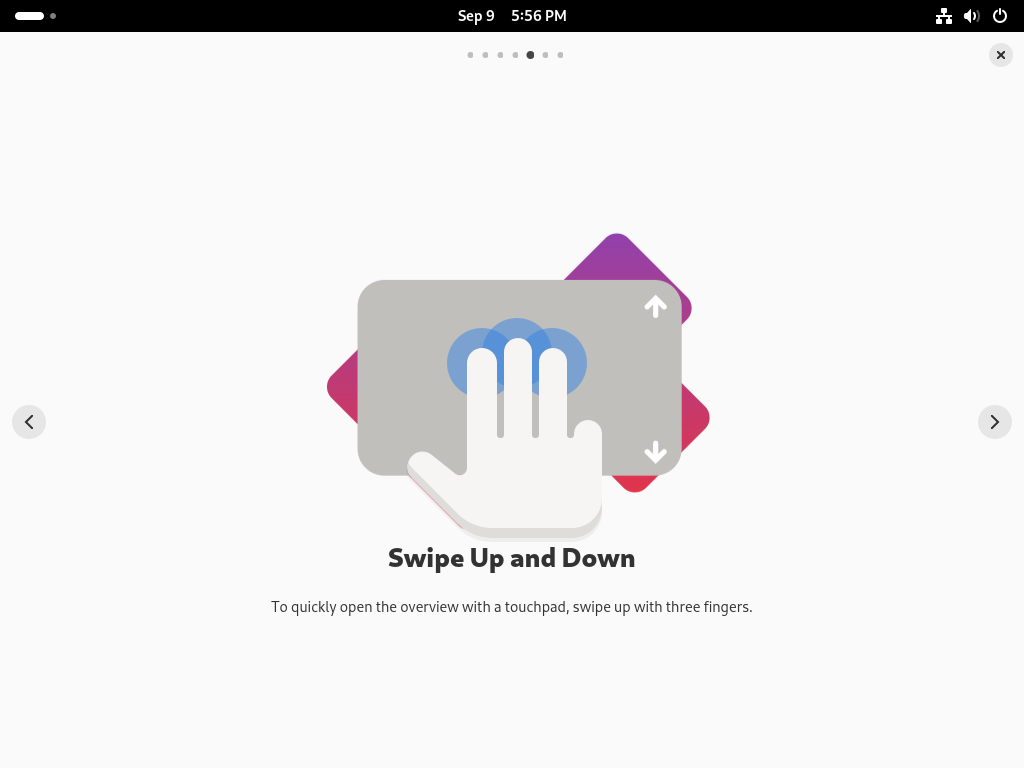 Sep 9 5:56 PM
Swipe Up and Down
To quickly open the overview with a touchpad, swipe up with three fingers.